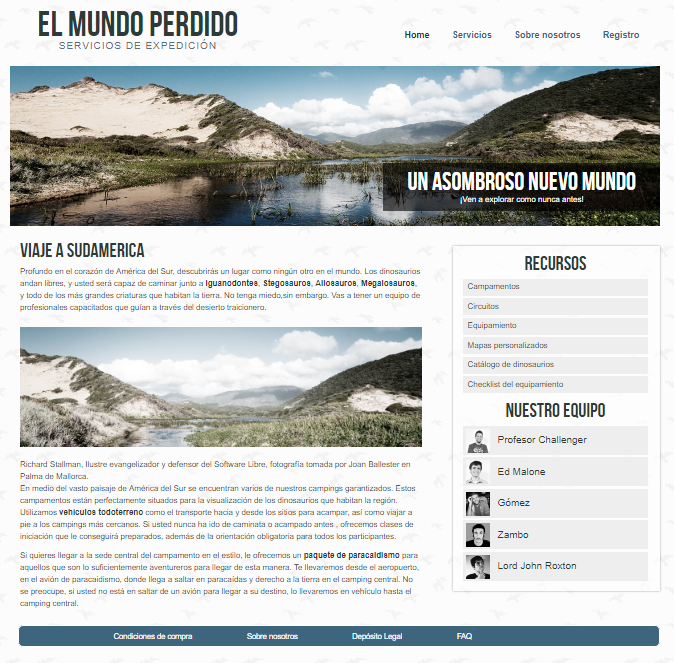 EL MUNDO PERDIDO
SERVICIOS DE EXPEDICIÓN
Home Servicios Sobre nosotros Registro
UN ASOMBROSO NUEVO MUNDO
¡Ven a explorar como nunca antes!
VIAJE A SUDAMERICA
Profundo en el corazón de América del Sur, descubrirás un lugar como ningún otro en el mundo. Los dinosaurios
andan libres, y usted será capaz de caminar junto a Iguanodontes, Stegosaurus, Allosaurus, Megalosaurus,
y todo de los más grandes criaturas que habitan la tierra. No tenga miedo,sin embargo. Vas a tener un equipo de
profesionales capacitados que guían a través del desierto traicionero.
Richard Stallman, Ilustre evangelizador y defensor del Software Libre, fotografía tomada por Joan Ballester en
Palma de Mallorca.
En medio del vasto paisaje de América del Sur se encuentran varios de nuestros campings garantizados. Estos
campamentos están perfectamente situados para la visualización de los dinosaurios que habitan la región.
Utilizamos vehículos todoterreno como el transporte hacia y desde los sitios para acampar, así como viajar a
pie a los campings más cercanos. Si usted nunca ha ido de caminata o acampado antes , ofrecemos clases de
iniciación que le conseguirá preparados, además de la orientación obligatoria para todos los participantes.
Si quieres llegar a la sede central del campamento en el estilo, le ofrecemos un paquete de paracaidismo para
aquellos que son lo suficientemente aventureros para llegar de esta manera. Te llevaremos desde el aeropuerto,
en el avión de paracaidismo, donde llega a saltar en paracaídas y derecho a la tierra en el camping central. No
se preocupe, si usted no está en saltar de un avión para llegar a su destino, lo llevaremos en vehículo hasta el
camping central.
RECURSOS
Campamentos
Circuitos
Equipamiento
Mapas personalizados
Catálogo de dinosaurios
Checklist del equipamiento
NUESTRO EQUIPO
Profesor Challenger
Ed Malone
Gómez
Zambo
Lord John Roxton
Condiciones de compra Sobre nosotros Depósito Legal FAQ